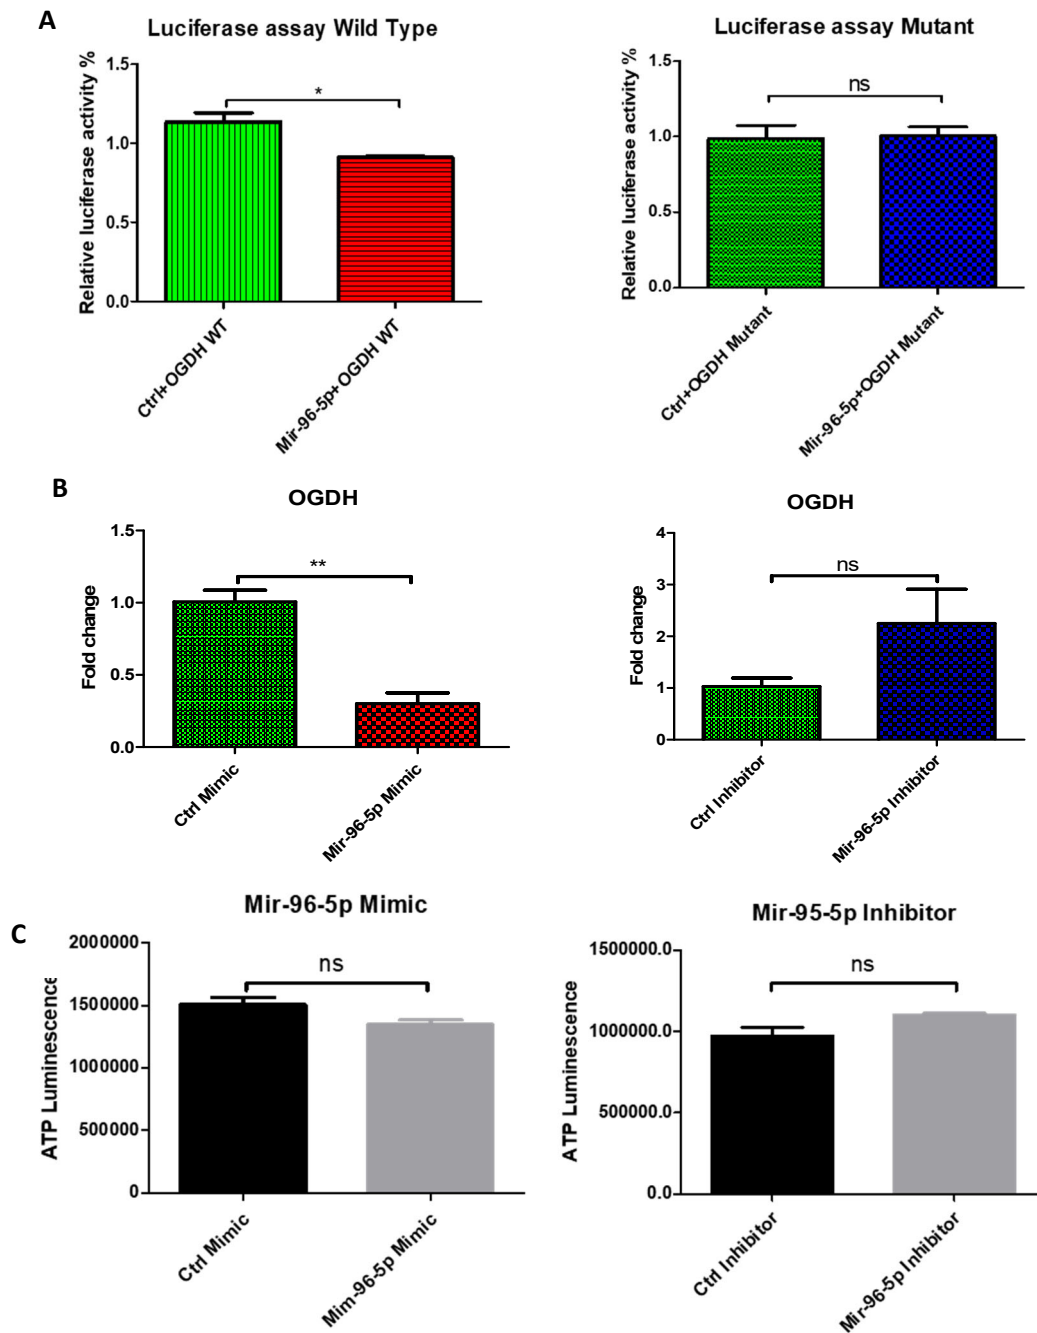 A
Luciferase assay Wild Type
Relative luciferase activity %
1.5
1.0
0.5
0.0
*
Ctrl+OGDH WT
Mir-96-5p+OGDH WT
Luciferase assay Mutant
Relative luciferase activity %
1.5
1.0
0.5
0.0
ns
Ctrl+OGDH Mutant
Mir-96-5p+OGDH Mutant
B
OGDH
Fold change
1.5
1.0
0.5
0.0
**
Ctrl Mimic
Mir-96-5p Mimic
OGDH
Fold change
4
3
2
1
0
ns
Ctrl Inhibitor
Mir-96-5p Inhibitor
C
Mir-96-5p Mimic
ATP Luminescence
2000000
1500000
1000000
500000
0
ns
Ctrl Mimic
Mim-96-5p Mimic
Mir-95-5p Inhibitor
ATP Luminescence
1500000.0
1000000.0
500000.0
0.0
ns
Ctrl Inhibitor
Mir-96-5p Inhibitor